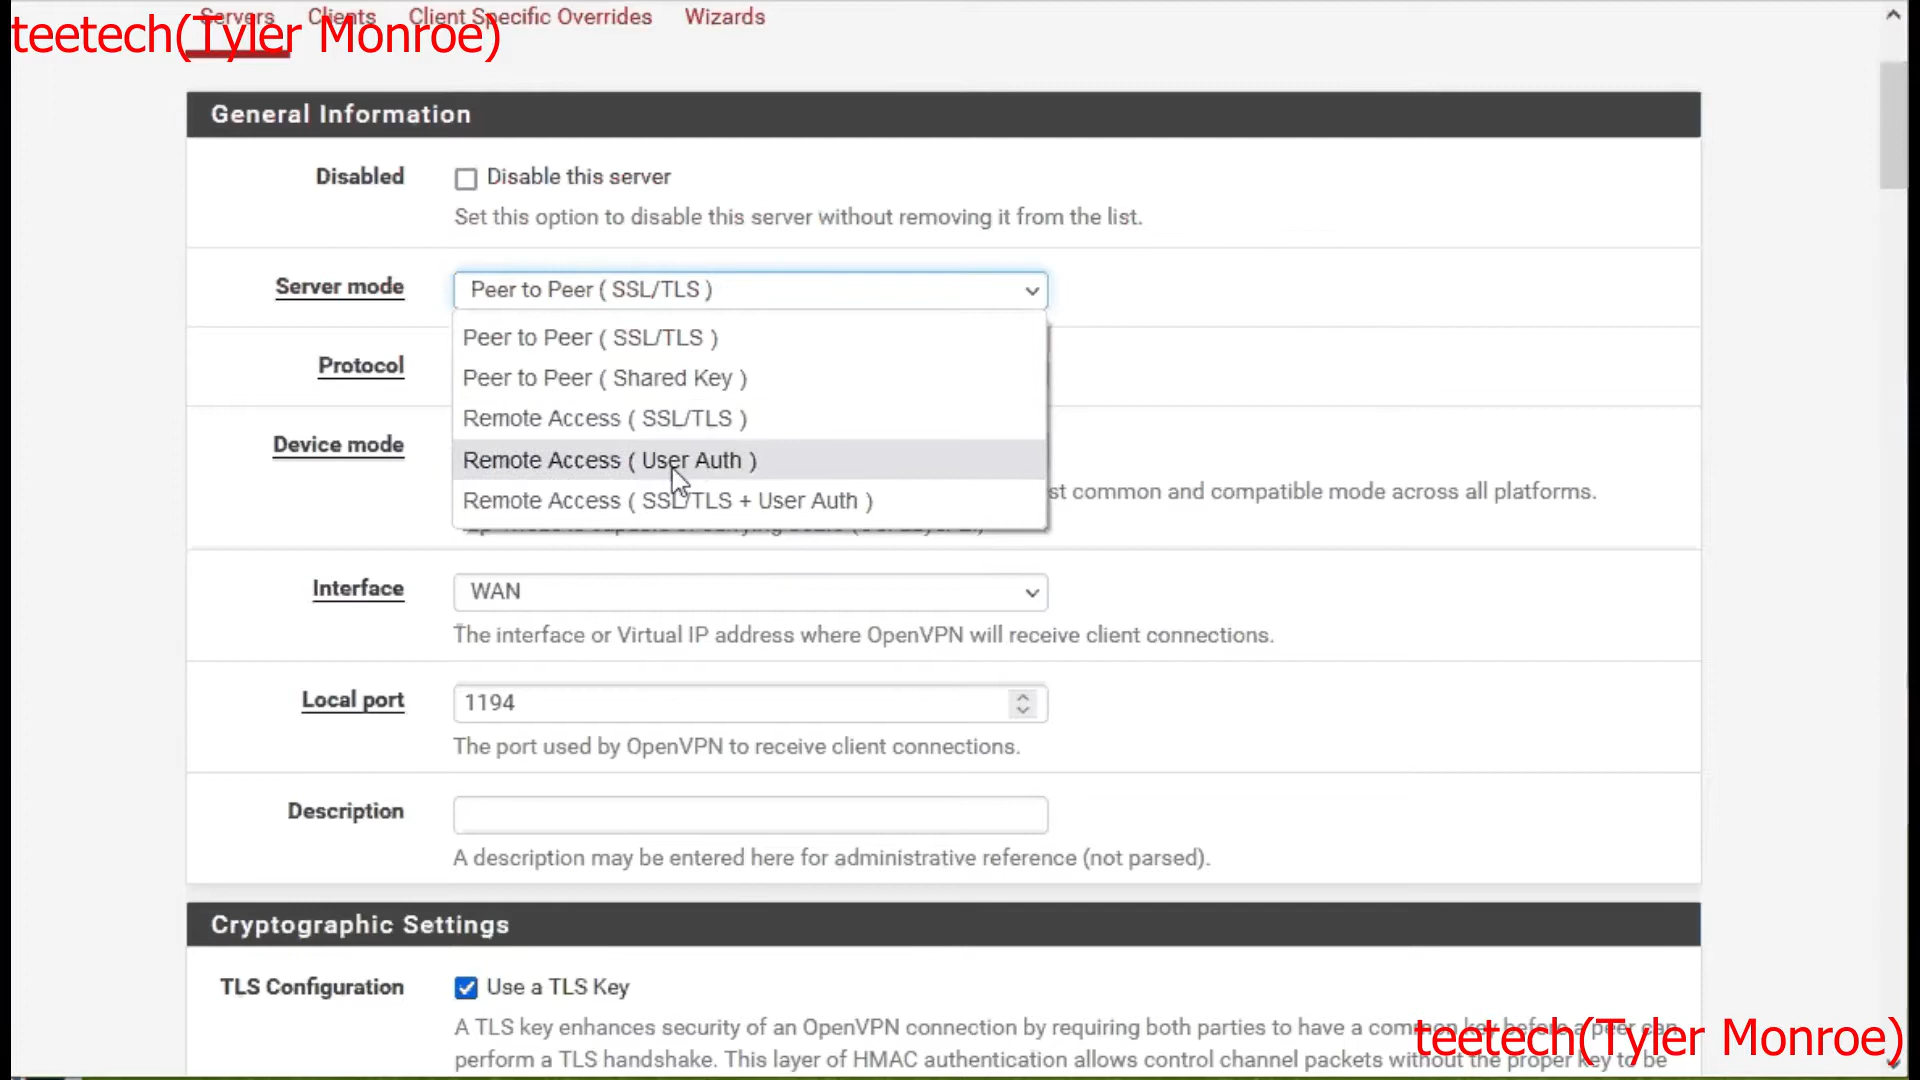 Servers Clients Client Specific Overrides Wizards
teetech(Tyler Monroe)
General Information
Disabled
Disable this server
Set this option to disable this server without removing it from the list.
Server mode
Peer to Peer ( SSL/TLS )
Peer to Peer ( SSL/TLS )
Peer to Peer ( Shared Key )
Remote Access ( SSL/TLS )
Remote Access ( User Auth )
Remote Access ( SSL/TLS + User Auth )
Protocol
Device mode
st common and compatible mode across all platforms.
Interface
WAN
The interface or Virtual IP address where OpenVPN will receive client connections.
Local port
1194
The port used by OpenVPN to receive client connections.
Description
A description may be entered here for administrative reference (not parsed).
Cryptographic Settings
TLS Configuration
Use a TLS Key
A TLS key enhances security of an OpenVPN connection by requiring both parties to have a common key before a peer can
perform a TLS handshake. This layer of HMAC authentication allows control channel packets without the proper key to be
teetech(Tyler Monroe)